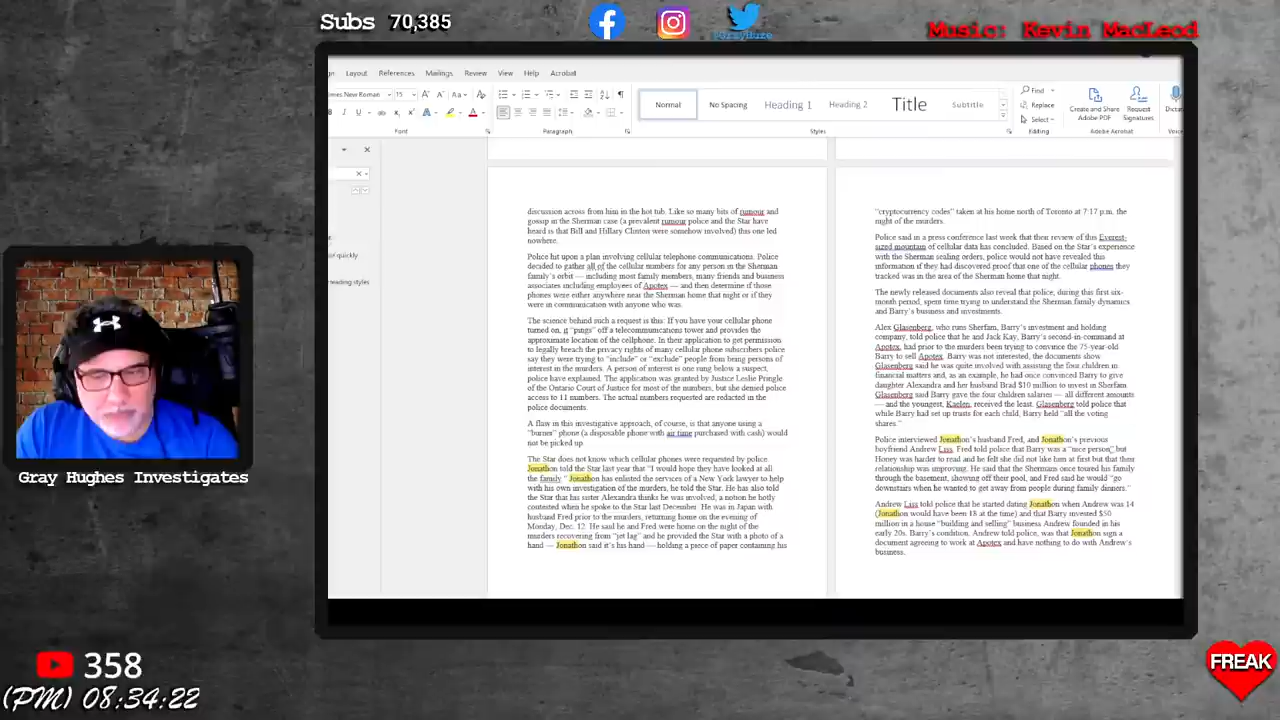 Subs 70,385
@GrayHuze
Music: Kevin MacLeod
Layout References Mailings Review View Help Acrobat
imes New Roman 15 A A Aa
Normal No Spacing Heading 1 Heading 2 Title Subtitle
Find
Replace
Select
Create and Share Adobe PDF
Request Signatures
Font Paragraph Styles Editing Adobe Acrobat
quickly
heading styles
discussion across from him in the hot tub. Like so many bits of rumour and
gossip in the Sherman case (a prevalent rumour police and the Star have
heard is that Bill and Hillary Clinton were somehow involved) this one led
nowhere.
Police hit upon a plan involving cellular telephone communications. Police
decided to gather all of the cellular numbers for any person in the Sherman
family's orbit — including most family members, many friends and business
associates including employees of Apotex — and then determine if those
phones were either anywhere near the Sherman home that night or if they
were in communication with anyone who was.
The science behind such a request is this: If you have your cellular phone
turned on, it "pings" off a telecommunications tower and provides the
approximate location of the cellphone. In their application to get permission
to legally breach the privacy rights of many cellular phone subscribers police
say they were trying to "include" or "exclude" people from being persons of
interest in the murders. A person of interest is one rung below a suspect,
police have explained. The application was granted by Justice Leslie Pringle
of the Ontario Court of Justice for most of the numbers, but she denied police
access to 11 numbers. The actual numbers requested are redacted in the
police documents.
A flaw in this investigative approach, of course, is that anyone using a
"burner" phone (a disposable phone with air time purchased with cash) would
not be picked up.
The Star does not know which cellular phones were requested by police.
Jonathon told the Star last year that "I would hope they have looked at all
the family." Jonathon has enlisted the services of a New York lawyer to help
with his own investigation of the murders, he told the Star. He has also told
the Star that his sister Alexandra thinks he was involved, a notion he hotly
contested when he spoke to the Star last December. He was in Japan with
husband Fred prior to the murders, returning home on the evening of
Monday, Dec. 12. He said he and Fred were home on the night of the
murders recovering from "jet lag" and he provided the Star with a photo of a
hand — Jonathon said it's his hand — holding a piece of paper containing his
"cryptocurrency codes" taken at his home north of Toronto at 7:17 p.m. the
night of the murders.
Police said in a press conference last week that their review of this Everest-
sized mountain of cellular data has concluded. Based on the Star's experience
with the Sherman sealing orders, police would not have revealed this
information if they had discovered proof that one of the cellular phones they
tracked was in the area of the Sherman home that night.
The newly released documents also reveal that police, during this first six-
month period, spent time trying to understand the Sherman family dynamics
and Barry's business and investments.
Alex Glasenberg, who runs Sherfam, Barry's investment and holding
company, told police that he and Jack Kay, Barry's second-in-command at
Apotex, had prior to the murders been trying to convince the 75-year-old
Barry to sell Apotex. Barry was not interested, the documents show
Glasenberg said he was quite involved with assisting the four children in
financial matters and, as an example, he had once convinced Barry to give
daughter Alexandra and her husband Brad $10 million to invest in Sherfam.
Glasenberg said Barry gave the four children salaries — all different amounts
— and the youngest, Kaelen, received the least. Glasenberg told police that
while Barry had set up trusts for each child, Barry held "all the voting
shares."
Police interviewed Jonathon's husband Fred, and Jonathon's previous
boyfriend Andrew Liss. Fred told police that Barry was a "nice person" but
Honey was harder to read and he felt she did not like him at first but that their
relationship was improving. He said that the Shermans once toured his family
through the basement, showing off their pool, and Fred said he would "go
downstairs when he wanted to get away from people during family dinners."
Andrew Liss told police that he started dating Jonathon when Andrew was 14
(Jonathon would have been 18 at the time) and that Barry invested $50
million in a house "building and selling" business Andrew founded in his
early 20s. Barry's condition, Andrew told police, was that Jonathon sign a
document agreeing to work at Apotex and have nothing to do with Andrew's
business.
Gray Hughes Investigates
358
(PM) 08:34:22
FREAK